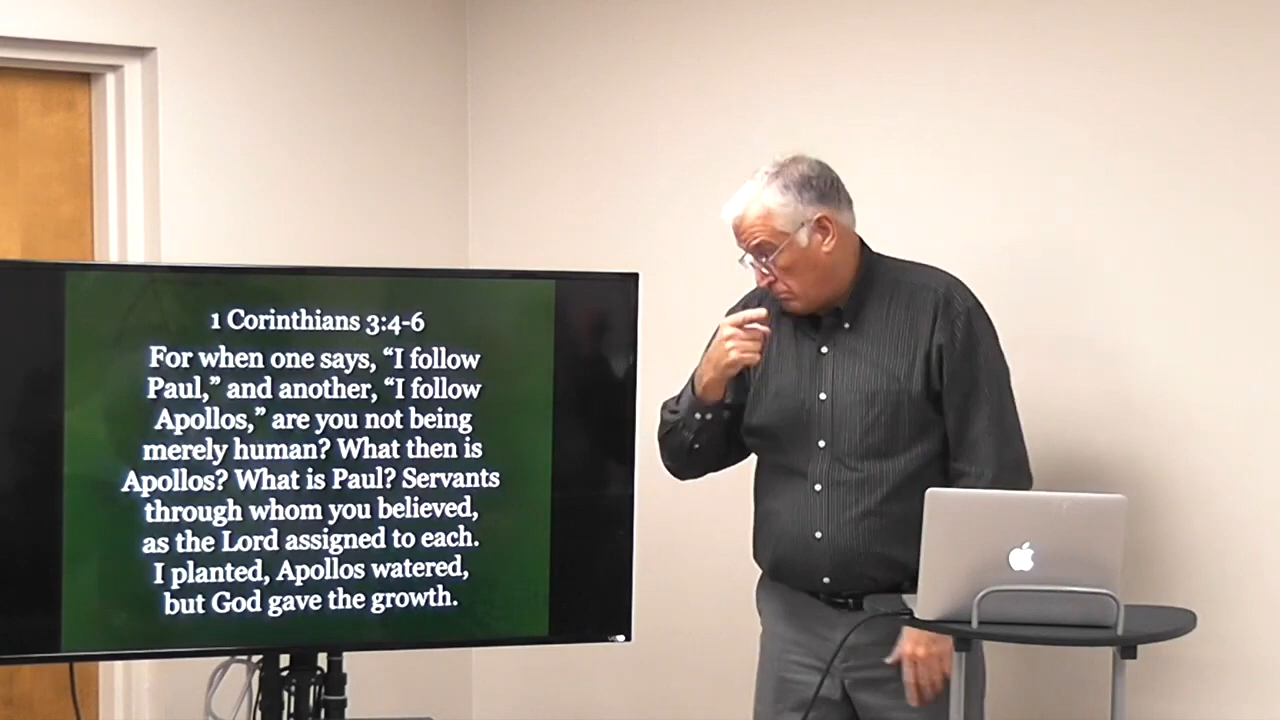 1 Corinthians 3:4-6
For when one says, “I follow
Paul,” and another, “I follow
Apollos,” are you not being
merely human? What then is
Apollos? What is Paul? Servants
through whom you believed,
as the Lord assigned to each.
I planted, Apollos watered,
but God gave the growth.